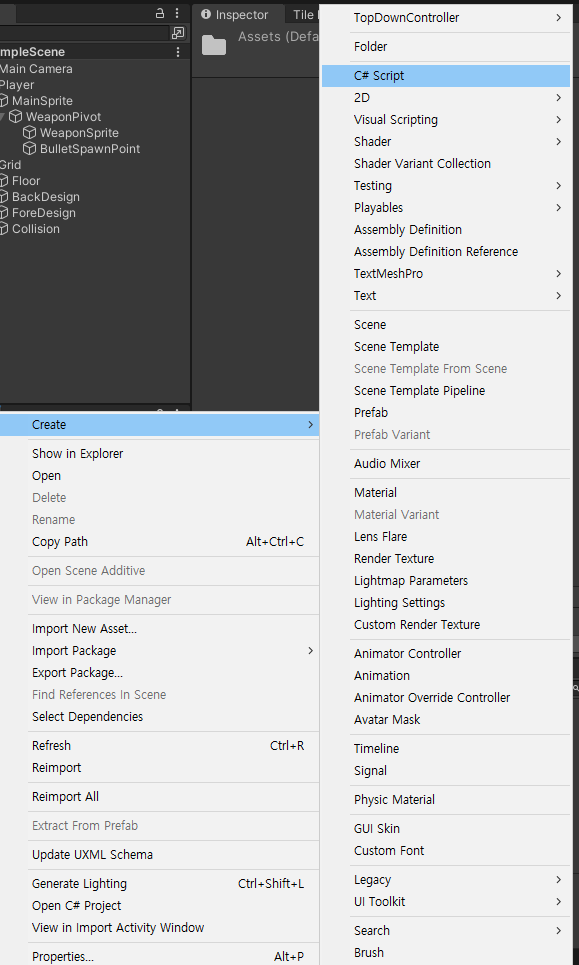 Inspector
Tile
Assets (Defa
mpleScene
Main Camera
Player
MainSprite
WeaponPivot
WeaponSprite
BulletSpawnPoint
Grid
Floor
BackDesign
ForeDesign
Collision
Create
Show in Explorer
Open
Delete
Rename
Copy Path Alt+Ctrl+C
Open Scene Additive
View in Package Manager
Import New Asset...
Import Package
Export Package...
Find References In Scene
Select Dependencies
Refresh Ctrl+R
Reimport
Reimport All
Extract From Prefab
Update UXML Schema
Generate Lighting Ctrl+Shift+L
Open C# Project
View in Import Activity Window
Properties... Alt+P
TopDownController
Folder
C# Script
2D
Visual Scripting
Shader
Shader Variant Collection
Testing
Playables
Assembly Definition
Assembly Definition Reference
TextMeshPro
Text
Scene
Scene Template
Scene Template From Scene
Scene Template Pipeline
Prefab
Prefab Variant
Audio Mixer
Material
Material Variant
Lens Flare
Render Texture
Lightmap Parameters
Lighting Settings
Custom Render Texture
Animator Controller
Animation
Animator Override Controller
Avatar Mask
Timeline
Signal
Physic Material
GUI Skin
Custom Font
Legacy
UI Toolkit
Search
Brush